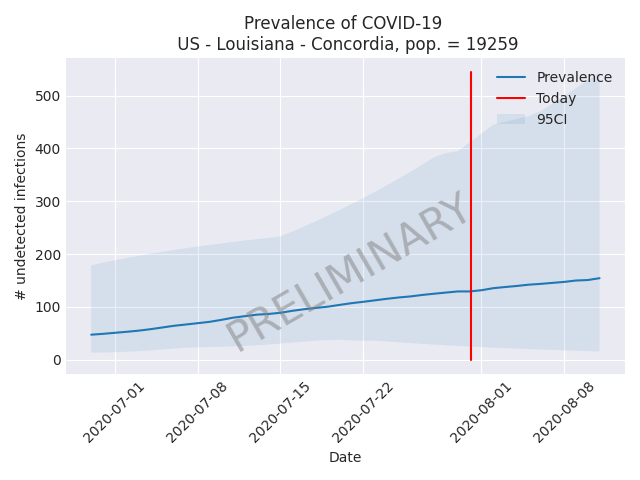 Prevalence of COVID-19
US - Louisiana - Concordia, pop. = 19259
# undetected infections
500
400
300
200
100
0
Prevalence
Today
95CI
PRELIMINARY
2020-07-01
2020-07-08
2020-07-15
2020-07-22
2020-08-01
2020-08-08
Date